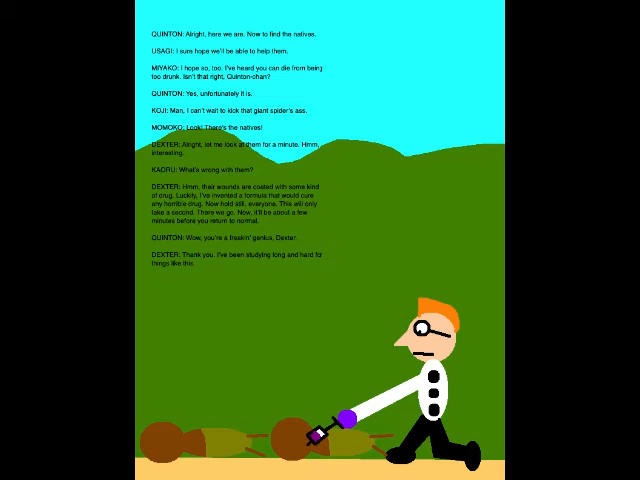 QUINTON: Alright, here we are. Now to find the natives.
USAGI: I sure hope we'll be able to help them.
MIYAKO: I hope so, too. I've heard you can die from being
too drunk. Isn't that right, Quinton-chan?
QUINTON: Yes, unfortunately it is.
KOJI: Man, I can't wait to kick that giant spider's ass.
MOMOKO: Look! There's the natives!
DEXTER: Alright, let me look at them for a minute. Hmm,
interesting.
KAORU: What's wrong with them?
DEXTER: Hmm, their wounds are coated with some kind
of drug. Luckily, I've invented a formula that would cure
any horrible drug. Now hold still, everyone. This will only
take a second. There we go. Now, it'll be about a few
minutes before you return to normal.
QUINTON: Wow, you're a freakin' genius, Dexter.
DEXTER: Thank you. I've been studying long and hard for
things like this.